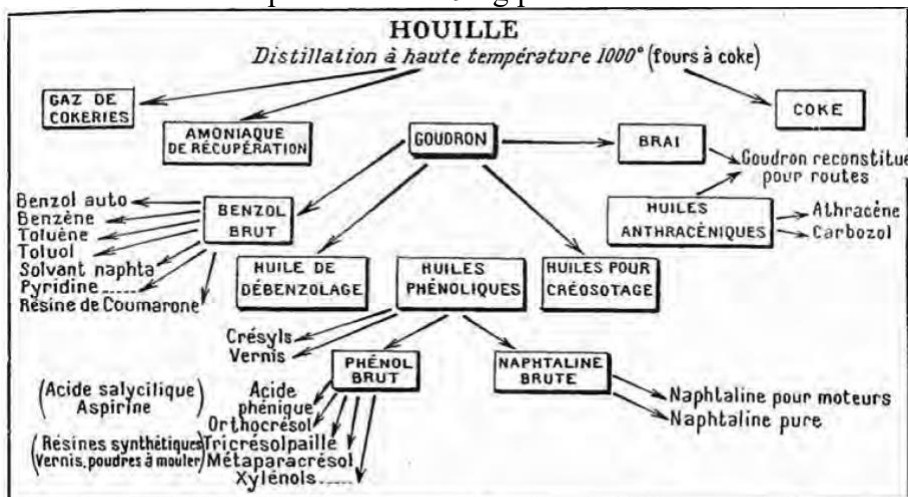 HOUILLE
Distillation à haute température 1000° (fours à coke)
GAZ DE
COKERIES
AMONIAQUE
DE RÉCUPÉRATION
GOUDRON
BRAI
COKE
Goudron reconstitué
pour routes
Benzol auto
Benzène
Toluène
Toluol
Solvant naphta
Pyridine
Résine de Coumarone
BENZOL
BRUT
HUILES
ANTHRACÉNIQUES
Athracène
Carbozol
HUILE DE
DÉBENZOLAGE
HUILES
PHÉNOLIQUES
HUILES POUR
CRÉOSOTAGE
Crésyls
Vernis
PHÉNOL
BRUT
NAPHTALINE
BRUTE
Naphtaline pour moteurs
Naphtaline pure
(Acide salycilique
Aspirine)
Acide
phénique
Orthocrésol
(Résines synthétiques
Vernis, poudres à mouler)
Tricrésolpaille
Métaparacrésol
Xylénols